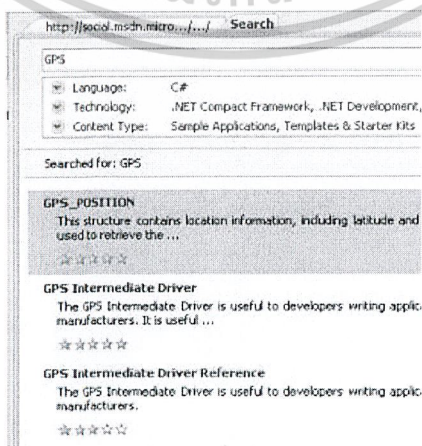 http://social.msdn.micro.../.../ Search
GPS
Language: C#
Technology: .NET Compact Framework, .NET Development,
Content Type: Sample Applications, Templates & Starter Kits
Searched for: GPS
GPS_POSITION
This structure contains location information, including latitude and
used to retrieve the ...
GPS Intermediate Driver
The GPS Intermediate Driver is useful to developers writing applic
manufacturers. It is useful ...
GPS Intermediate Driver Reference
The GPS Intermediate Driver is useful to developers writing applic
manufacturers.